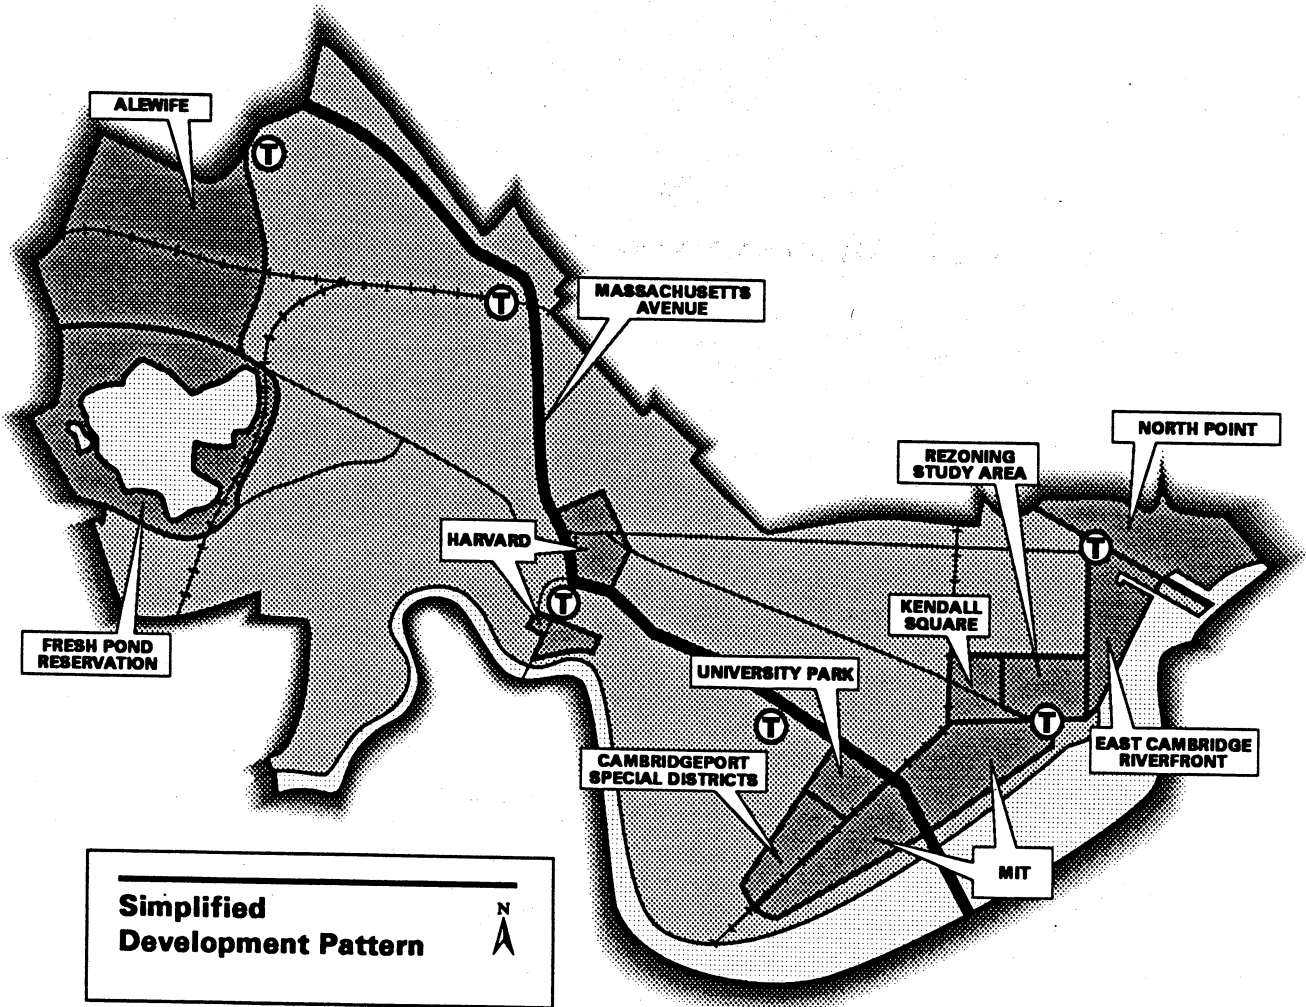 ALEWIFE
T
T
MASSACHUSETTS
AVENUE
NORTH POINT
REZONING
STUDY AREA
HARVARD
T
T
KENDALL
SQUARE
FRESH POND
RESERVATION
UNIVERSITY PARK
T
T
EAST CAMBRIDGE
RIVERFRONT
CAMBRIDGEPORT
SPECIAL DISTRICTS
MIT
Simplified
Development Pattern
N